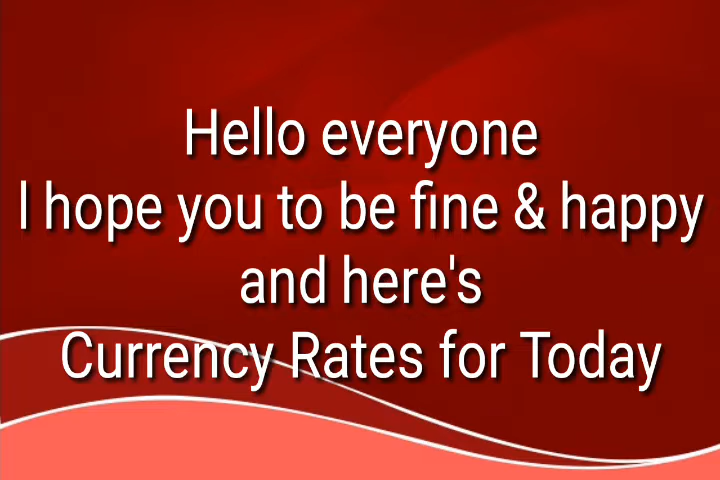 Hello everyone
I hope you to be fine & happy
and here's
Currency Rates for Today